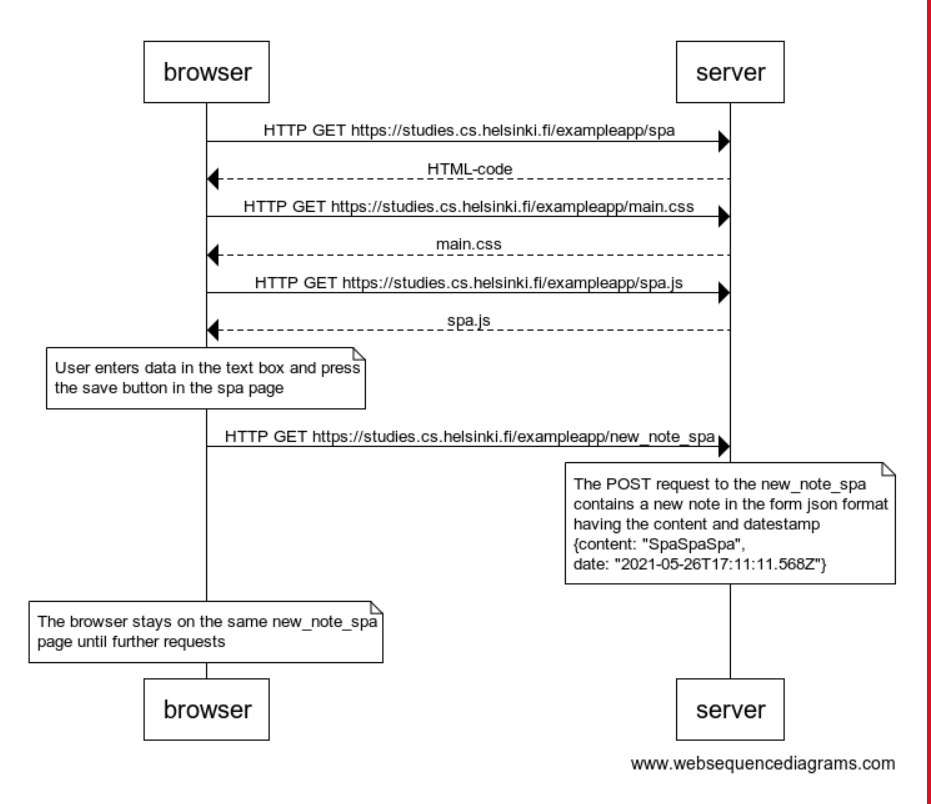 browser
server
HTTP GET https://studies.cs.helsinki.fi/exampleapp/spa
HTML-code
HTTP GET https://studies.cs.helsinki.fi/exampleapp/main.css
main.css
HTTP GET https://studies.cs.helsinki.fi/exampleapp/spa.js
spa.js
User enters data in the text box and press
the save button in the spa page
HTTP GET https://studies.cs.helsinki.fi/exampleapp/new_note_spa
The POST request to the new_note_spa
contains a new note in the form json format
having the content and datestamp
{content: "SpaSpaSpa",
date: "2021-05-26T17:11:11.568Z"}
The browser stays on the same new_note_spa
page until further requests
browser
server
www.websequencediagrams.com